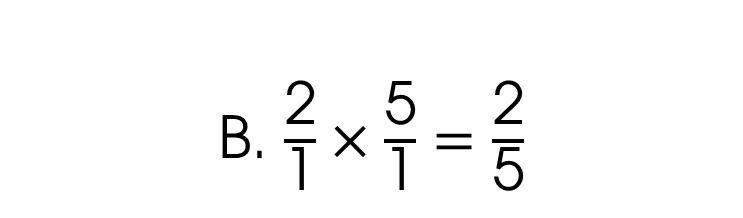 B. 2/1 × 5/1 = 2/5